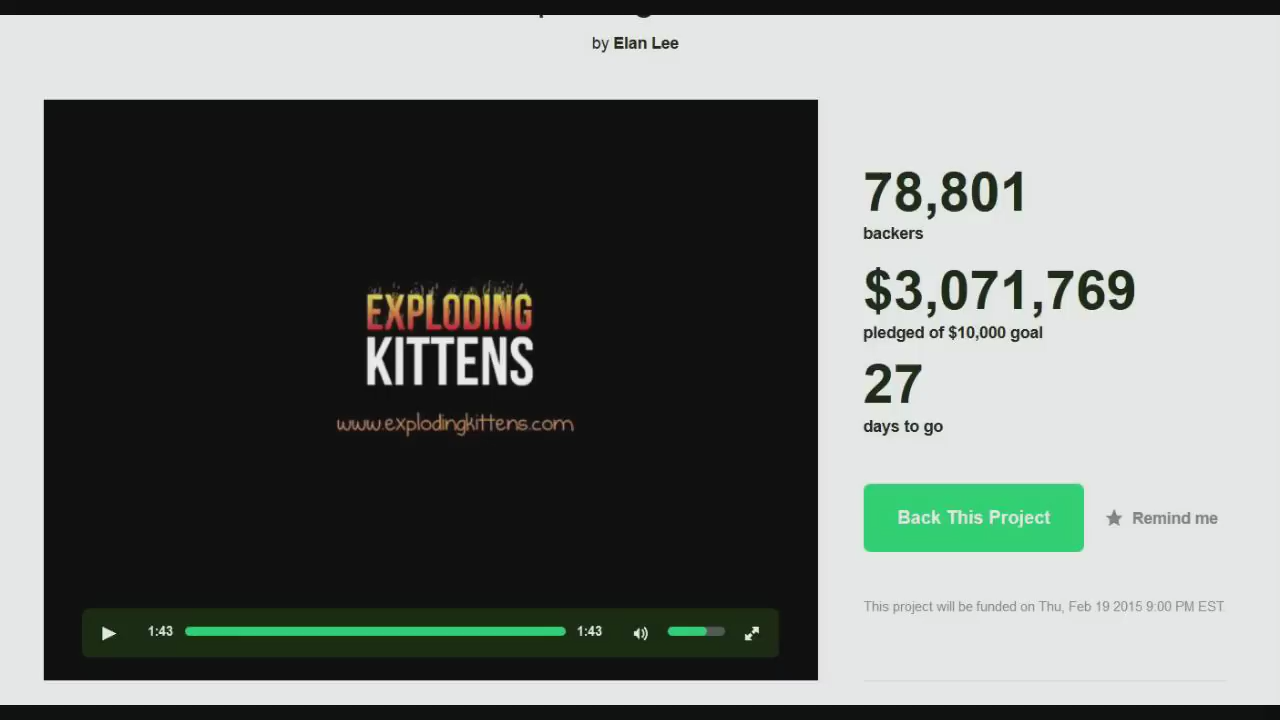 by Elan Lee
EXPLODING
KITTENS
www.explodingkittens.com
1:43
1:43
78,801
backers
$3,071,769
pledged of $10,000 goal
27
days to go
Back This Project
Remind me
This project will be funded on Thu, Feb 19 2015 9:00 PM EST.